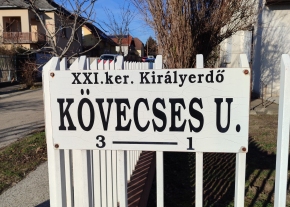 XXI.ker. Királyerdő
KÖVECSES U.
3 — 1